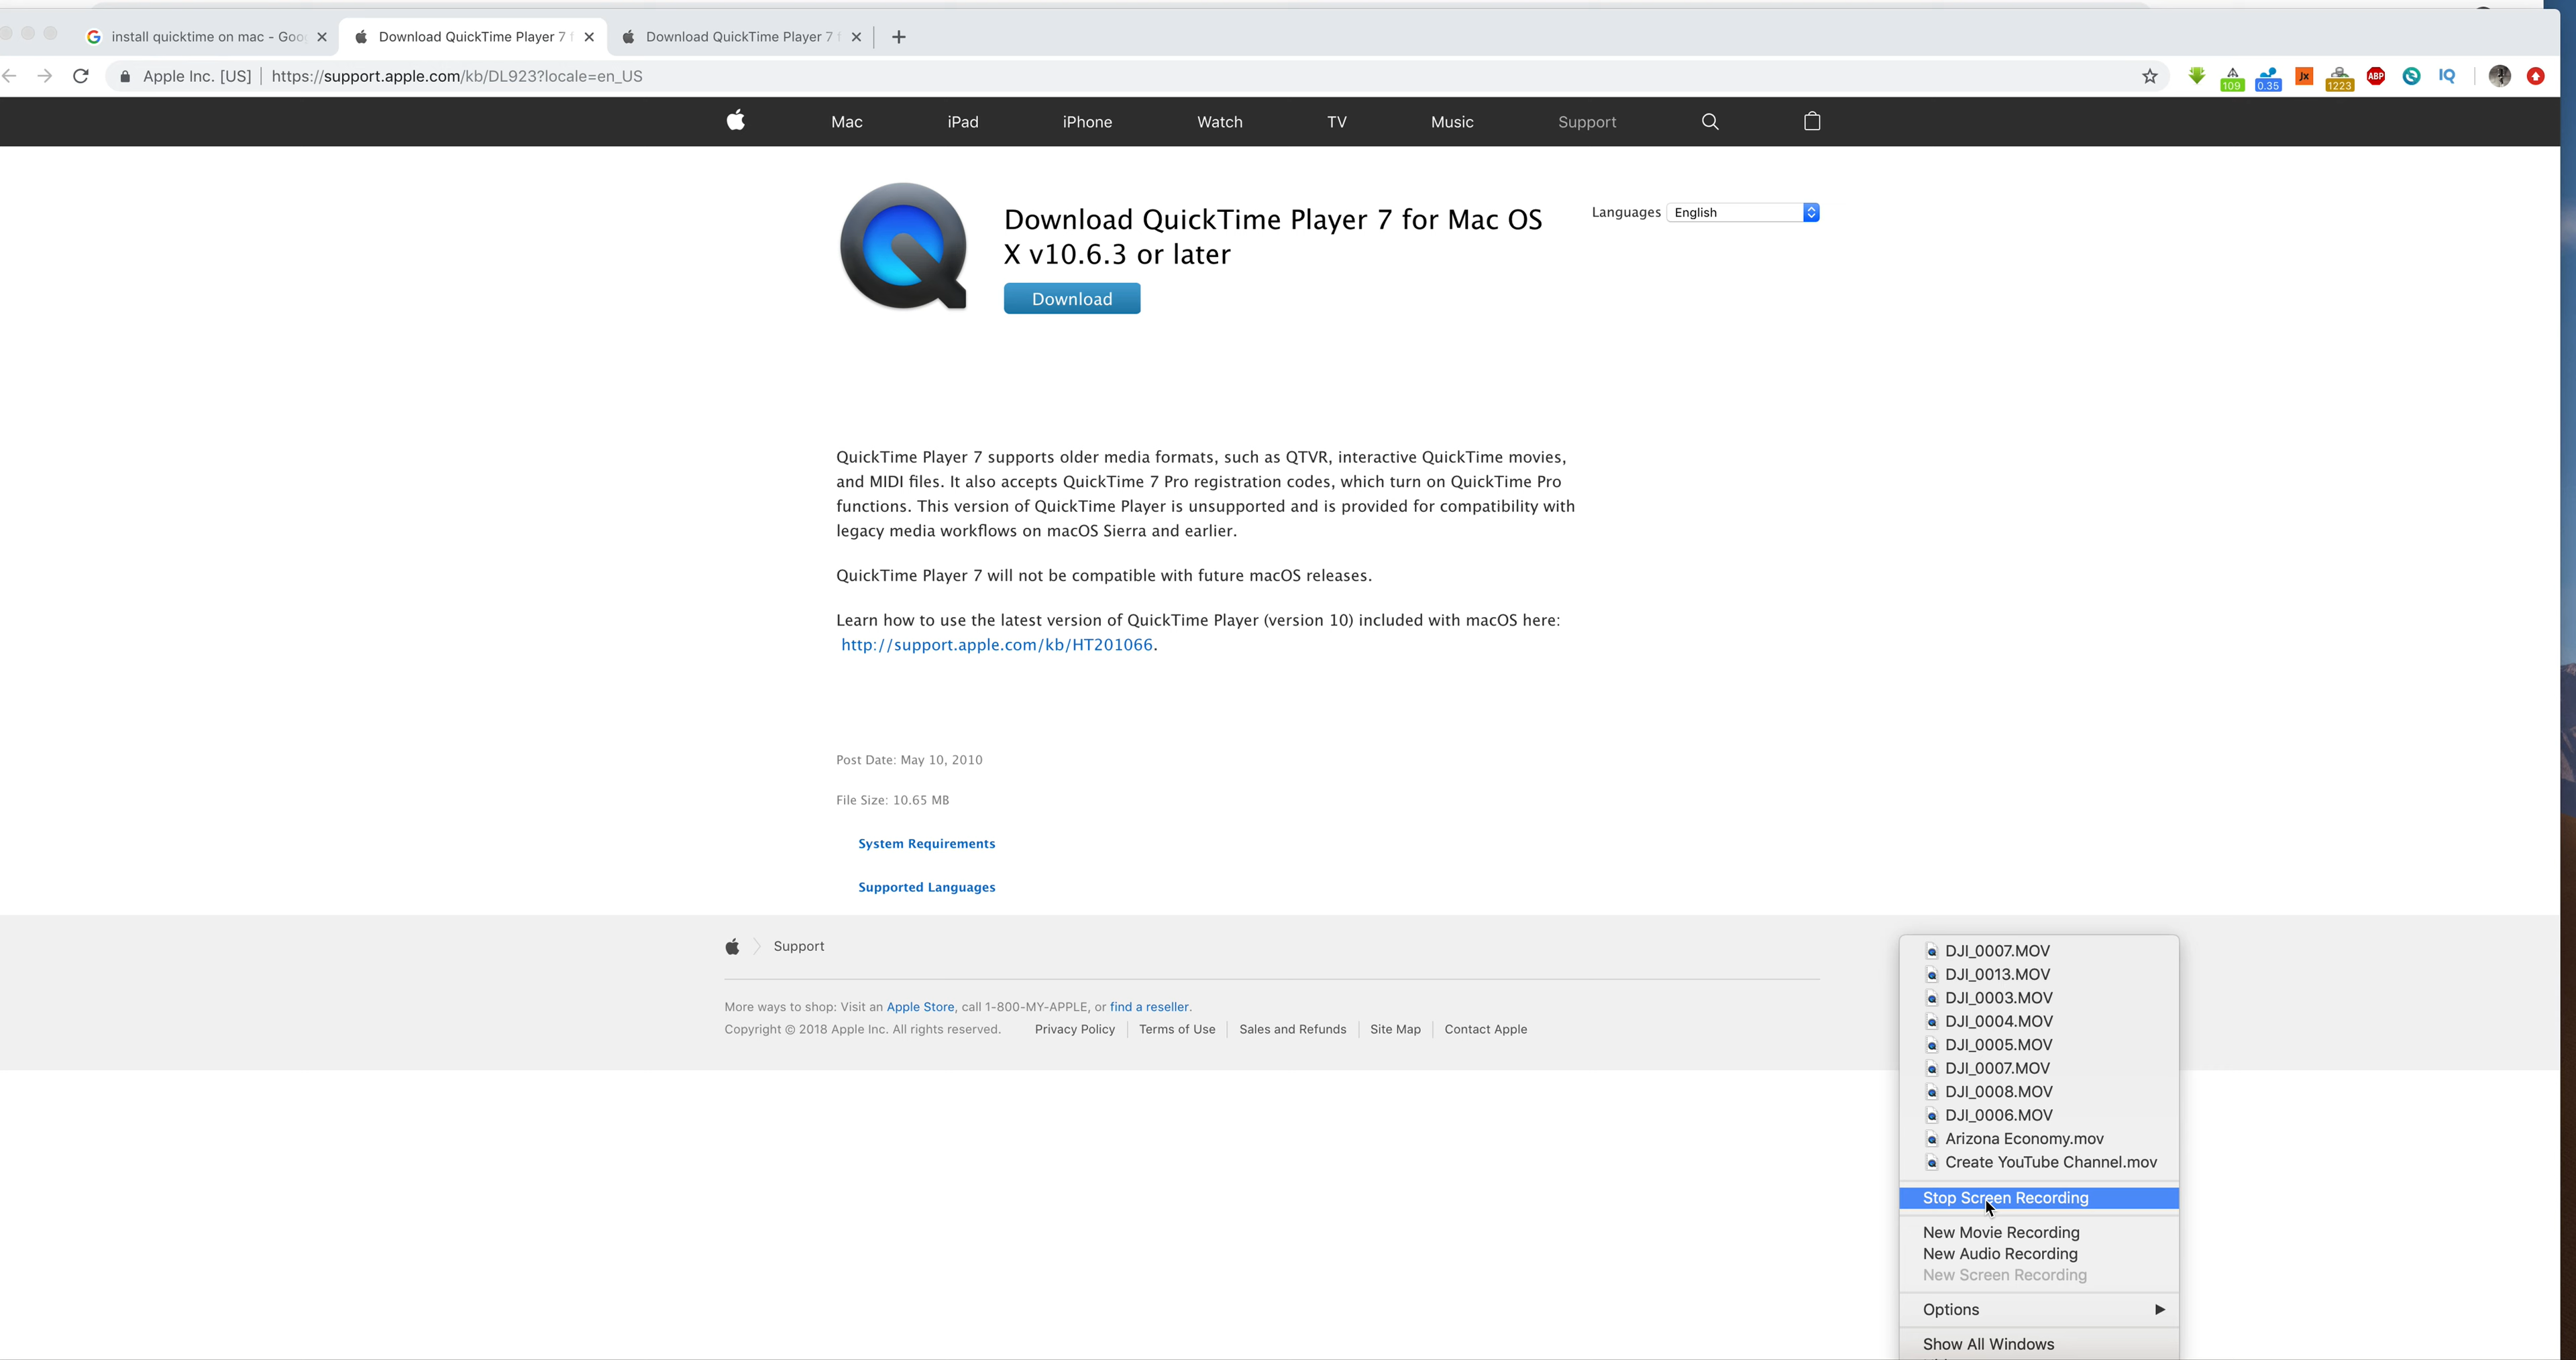 install quicktime on mac - Goo
Download QuickTime Player 7 f
Download QuickTime Player 7 f
Apple Inc. [US] | https://support.apple.com/kb/DL923?locale=en_US
109
0.35
Jx
1223
ABP
IQ
Mac iPad iPhone Watch TV Music Support
Download QuickTime Player 7 for Mac OS
X v10.6.3 or later
Languages English
Download
QuickTime Player 7 supports older media formats, such as QTVR, interactive QuickTime movies,
and MIDI files. It also accepts QuickTime 7 Pro registration codes, which turn on QuickTime Pro
functions. This version of QuickTime Player is unsupported and is provided for compatibility with
legacy media workflows on macOS Sierra and earlier.
QuickTime Player 7 will not be compatible with future macOS releases.
Learn how to use the latest version of QuickTime Player (version 10) included with macOS here:
http://support.apple.com/kb/HT201066.
Post Date: May 10, 2010
File Size: 10.65 MB
System Requirements
Supported Languages
Support
More ways to shop: Visit an Apple Store, call 1-800-MY-APPLE, or find a reseller.
Copyright © 2018 Apple Inc. All rights reserved. Privacy Policy | Terms of Use | Sales and Refunds | Site Map | Contact Apple
DJI_0007.MOV
DJI_0013.MOV
DJI_0003.MOV
DJI_0004.MOV
DJI_0005.MOV
DJI_0007.MOV
DJI_0008.MOV
DJI_0006.MOV
Arizona Economy.mov
Create YouTube Channel.mov
Stop Screen Recording
New Movie Recording
New Audio Recording
New Screen Recording
Options
Show All Windows